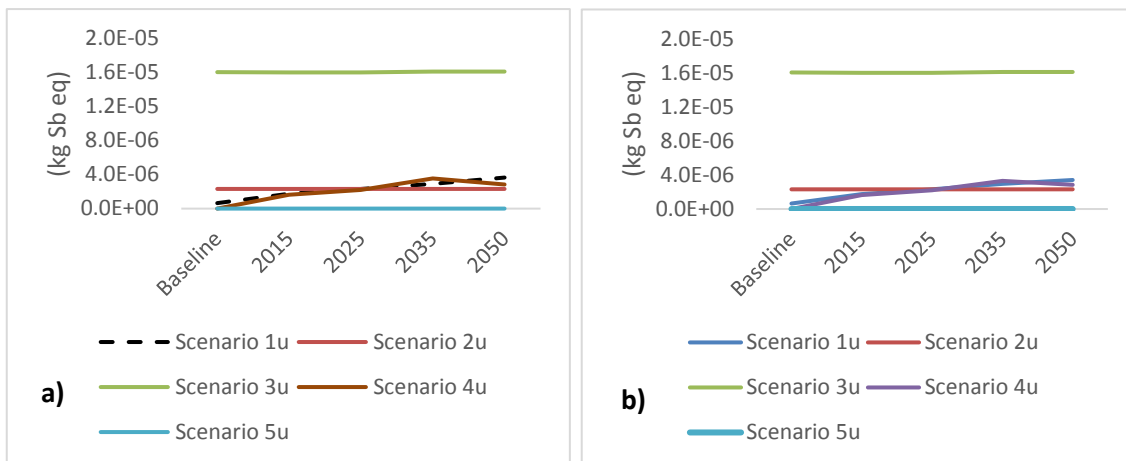 (kg Sb eq)
2.0E-05
1.6E-05
1.2E-05
8.0E-06
4.0E-06
0.0E+00
Baseline
2015
2025
2035
2050
Scenario 1u
Scenario 2u
Scenario 3u
Scenario 4u
Scenario 5u
a)
(kg Sb eq)
2.0E-05
1.6E-05
1.2E-05
8.0E-06
4.0E-06
0.0E+00
Baseline
2015
2025
2035
2050
Scenario 1u
Scenario 2u
Scenario 3u
Scenario 4u
Scenario 5u
b)